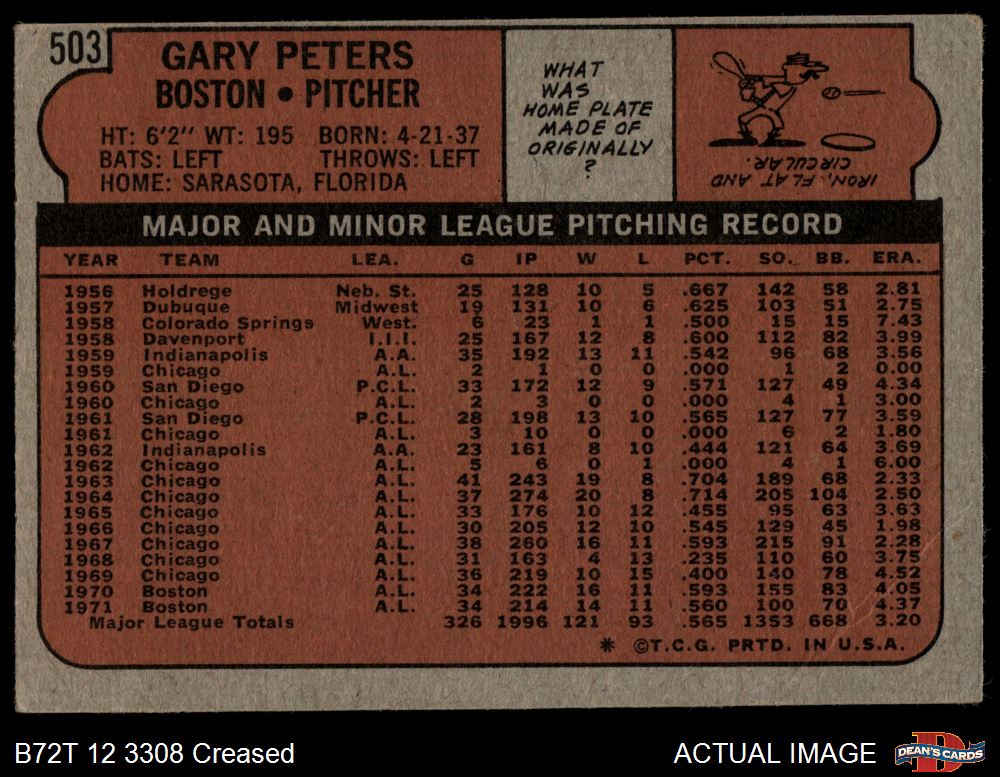 503
GARY PETERS
BOSTON • PITCHER
HT: 6'2" WT: 195 BORN: 4-21-37
BATS: LEFT THROWS: LEFT
HOME: SARASOTA, FLORIDA
WHAT
WAS
HOME PLATE
MADE OF
ORIGINALLY
?
IRON, FLAT AND
CIRCULAR.
MAJOR AND MINOR LEAGUE PITCHING RECORD
YEAR TEAM LEA. G IP W L PCT. SO. BB. ERA.
1956 Holdrege Neb. St. 25 128 10 5 .667 142 58 2.81
1957 Dubuque Midwest 19 131 10 6 .625 103 51 2.75
1958 Colorado Springs West. 6 23 1 1 .500 15 15 7.43
1958 Davenport I.I.I. 25 167 12 8 .600 112 82 3.99
1959 Indianapolis A.A. 35 192 13 11 .542 96 68 3.56
1959 Chicago A.L. 2 1 0 0 .000 1 2 0.00
1960 San Diego P.C.L. 33 172 12 9 .571 127 49 4.34
1960 Chicago A.L. 2 3 0 0 .000 4 1 3.00
1961 San Diego P.C.L. 28 198 13 10 .565 127 77 3.59
1961 Chicago A.L. 3 10 0 0 .000 6 2 1.80
1962 Indianapolis A.A. 23 161 8 10 .444 121 64 3.69
1962 Chicago A.L. 5 6 0 1 .000 4 1 6.00
1963 Chicago A.L. 41 243 19 8 .704 189 68 2.33
1964 Chicago A.L. 37 274 20 8 .714 205 104 2.50
1965 Chicago A.L. 33 176 10 12 .455 95 63 3.63
1966 Chicago A.L. 30 205 12 10 .545 129 45 1.98
1967 Chicago A.L. 38 260 16 11 .593 215 91 2.28
1968 Chicago A.L. 31 163 4 13 .235 110 60 3.75
1969 Chicago A.L. 36 219 10 15 .400 140 78 4.52
1970 Boston A.L. 34 222 16 11 .593 155 83 4.05
1971 Boston A.L. 34 214 14 11 .560 100 70 4.37
Major League Totals 326 1996 121 93 .565 1353 668 3.20
* ©T.C.G. PRTD. IN U.S.A.
B72T 12 3308 Creased
ACTUAL IMAGE
D
DEAN'S CARDS